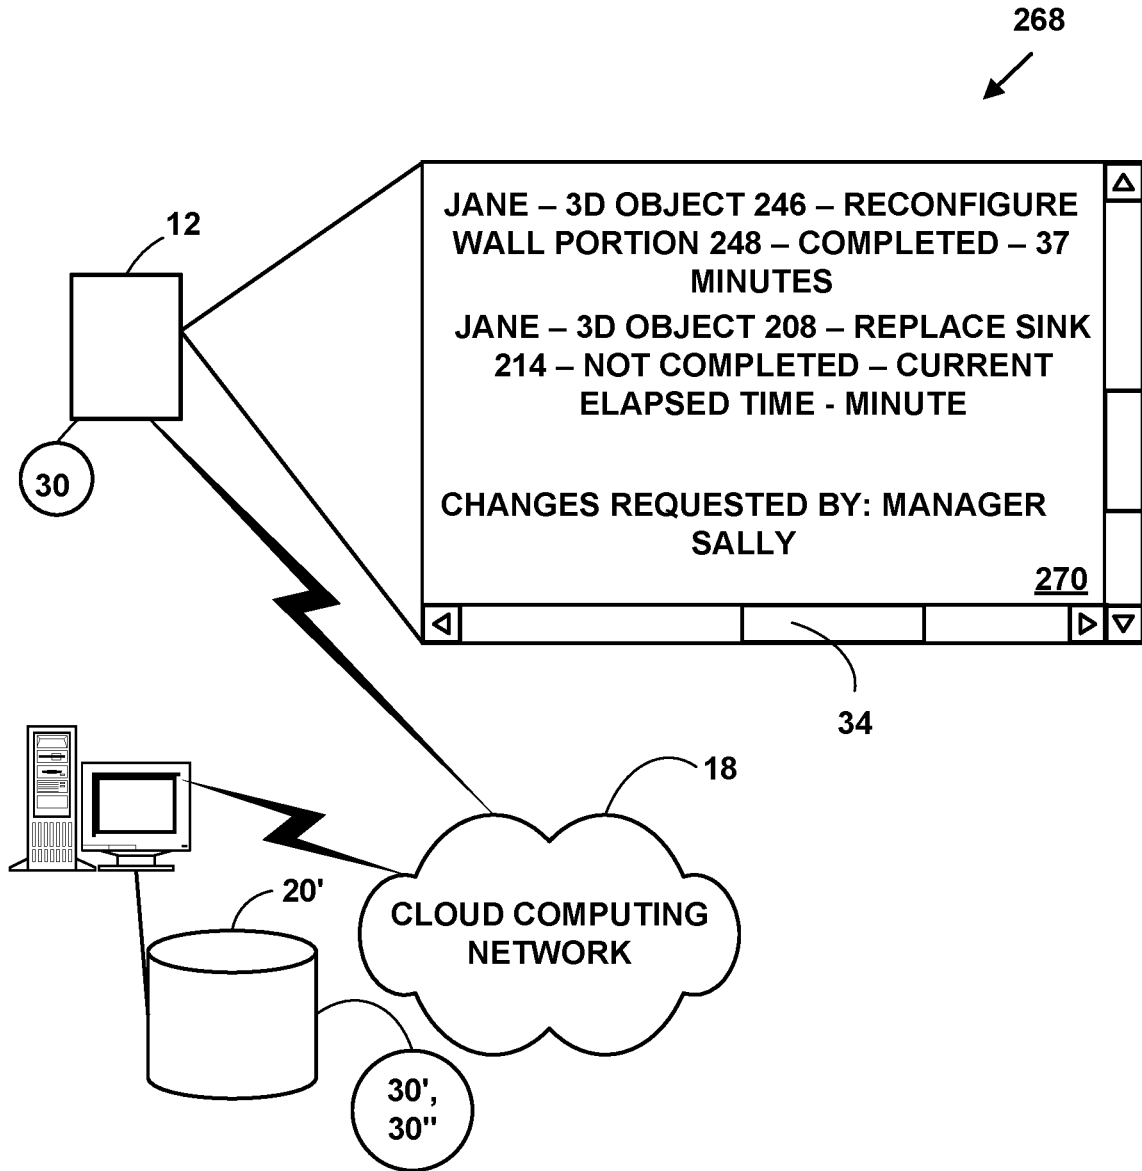 268
12
JANE – 3D OBJECT 246 – RECONFIGURE
WALL PORTION 248 – COMPLETED – 37
MINUTES
JANE – 3D OBJECT 208 – REPLACE SINK
214 – NOT COMPLETED – CURRENT
ELAPSED TIME - MINUTE
30
CHANGES REQUESTED BY: MANAGER
SALLY
270
34
18
20'
CLOUD COMPUTING
NETWORK
30',
30"